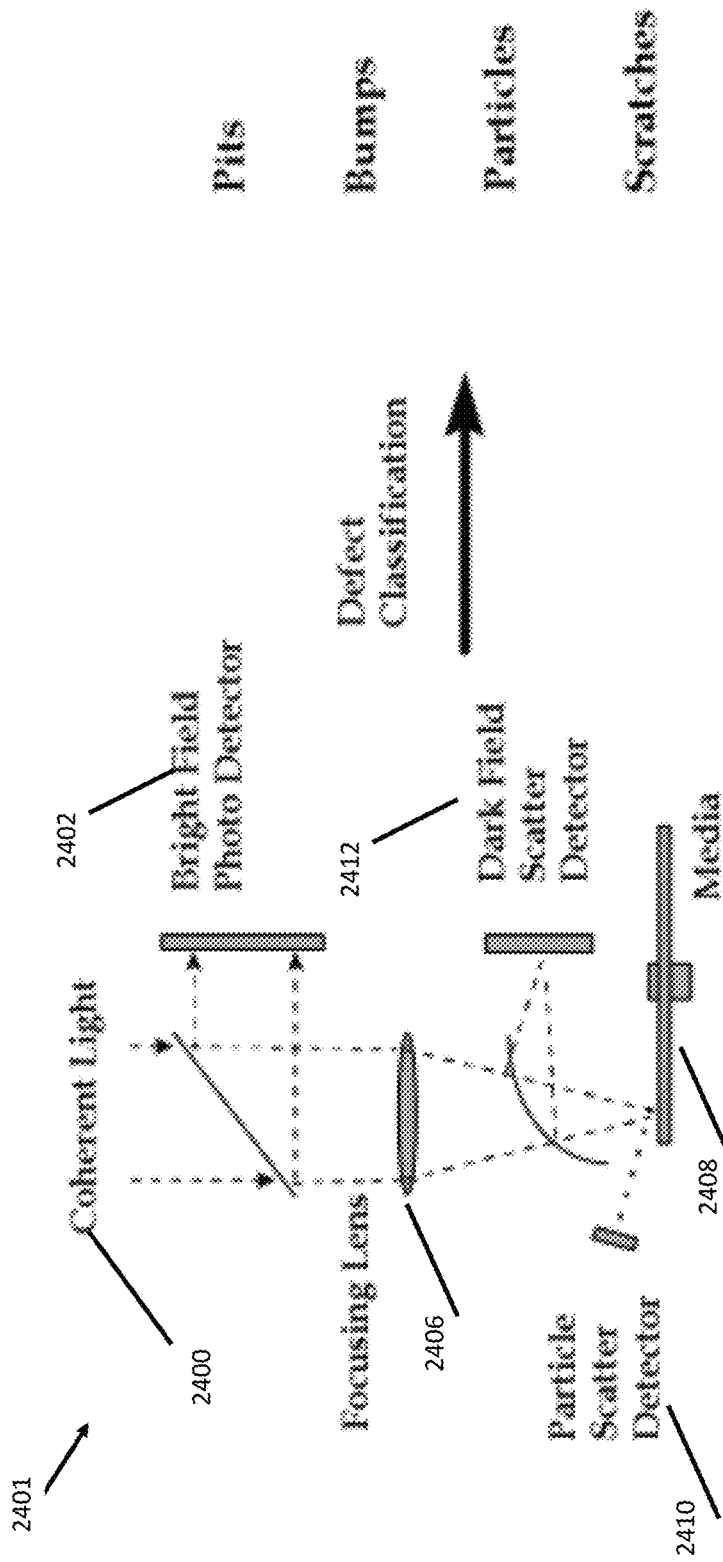 2401
2400
Coherent Light
2402
Bright Field
Photo Detector
Focusing Lens
2406
2412
Dark Field
Scatter
Detector
Particle
Scatter
Detector
2410
2408
Media
Defect
Classification
Pits
Bumps
Particles
Scratches